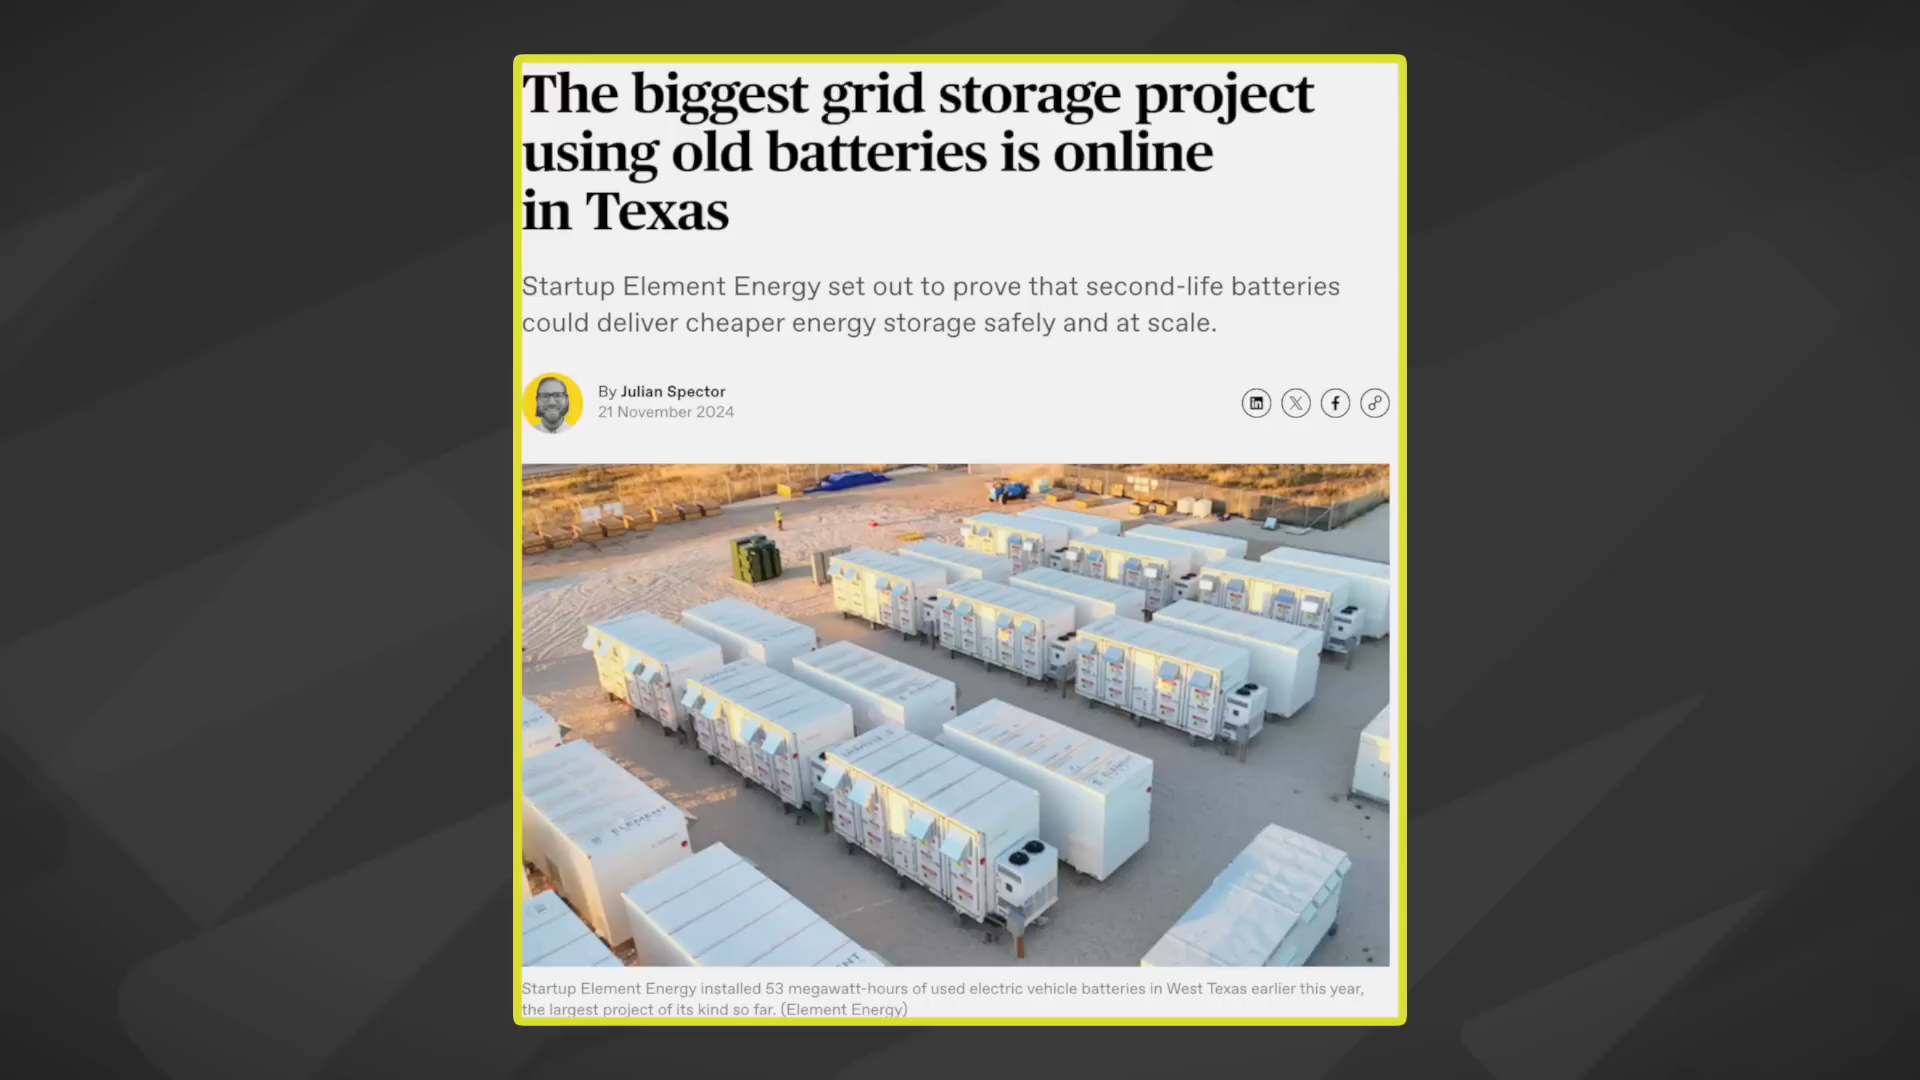 The biggest grid storage project
using old batteries is online
in Texas
Startup Element Energy set out to prove that second-life batteries
could deliver cheaper energy storage safely and at scale.
By Julian Spector
21 November 2024
ELEMENT
ELEMENT
Startup Element Energy installed 53 megawatt-hours of used electric vehicle batteries in West Texas earlier this year,
the largest project of its kind so far. (Element Energy)